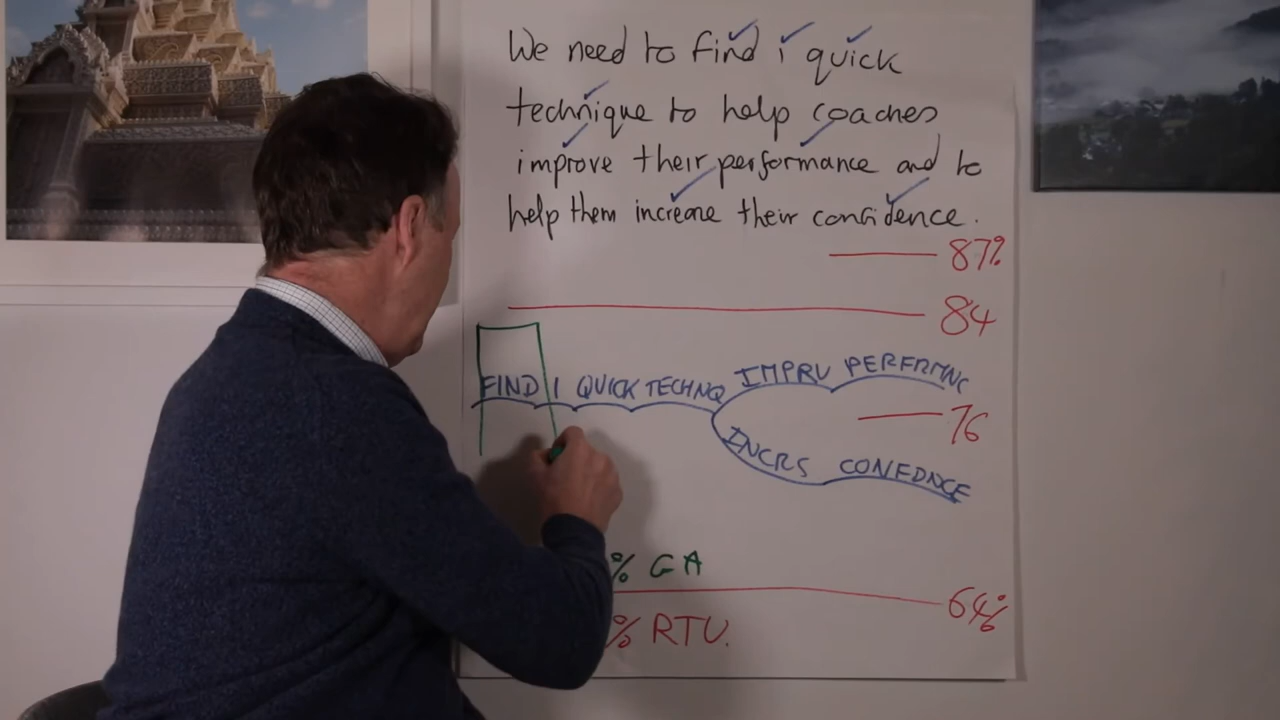 We need to find 1 quick
technique to help coaches
improve their performance and to
help them increase their confidence.
87%
84
FIND 1 QUICK TECHNQ IMPRV PERFRMNC
76
INCRS CONFDNCE
% GA
64%
% RTU.